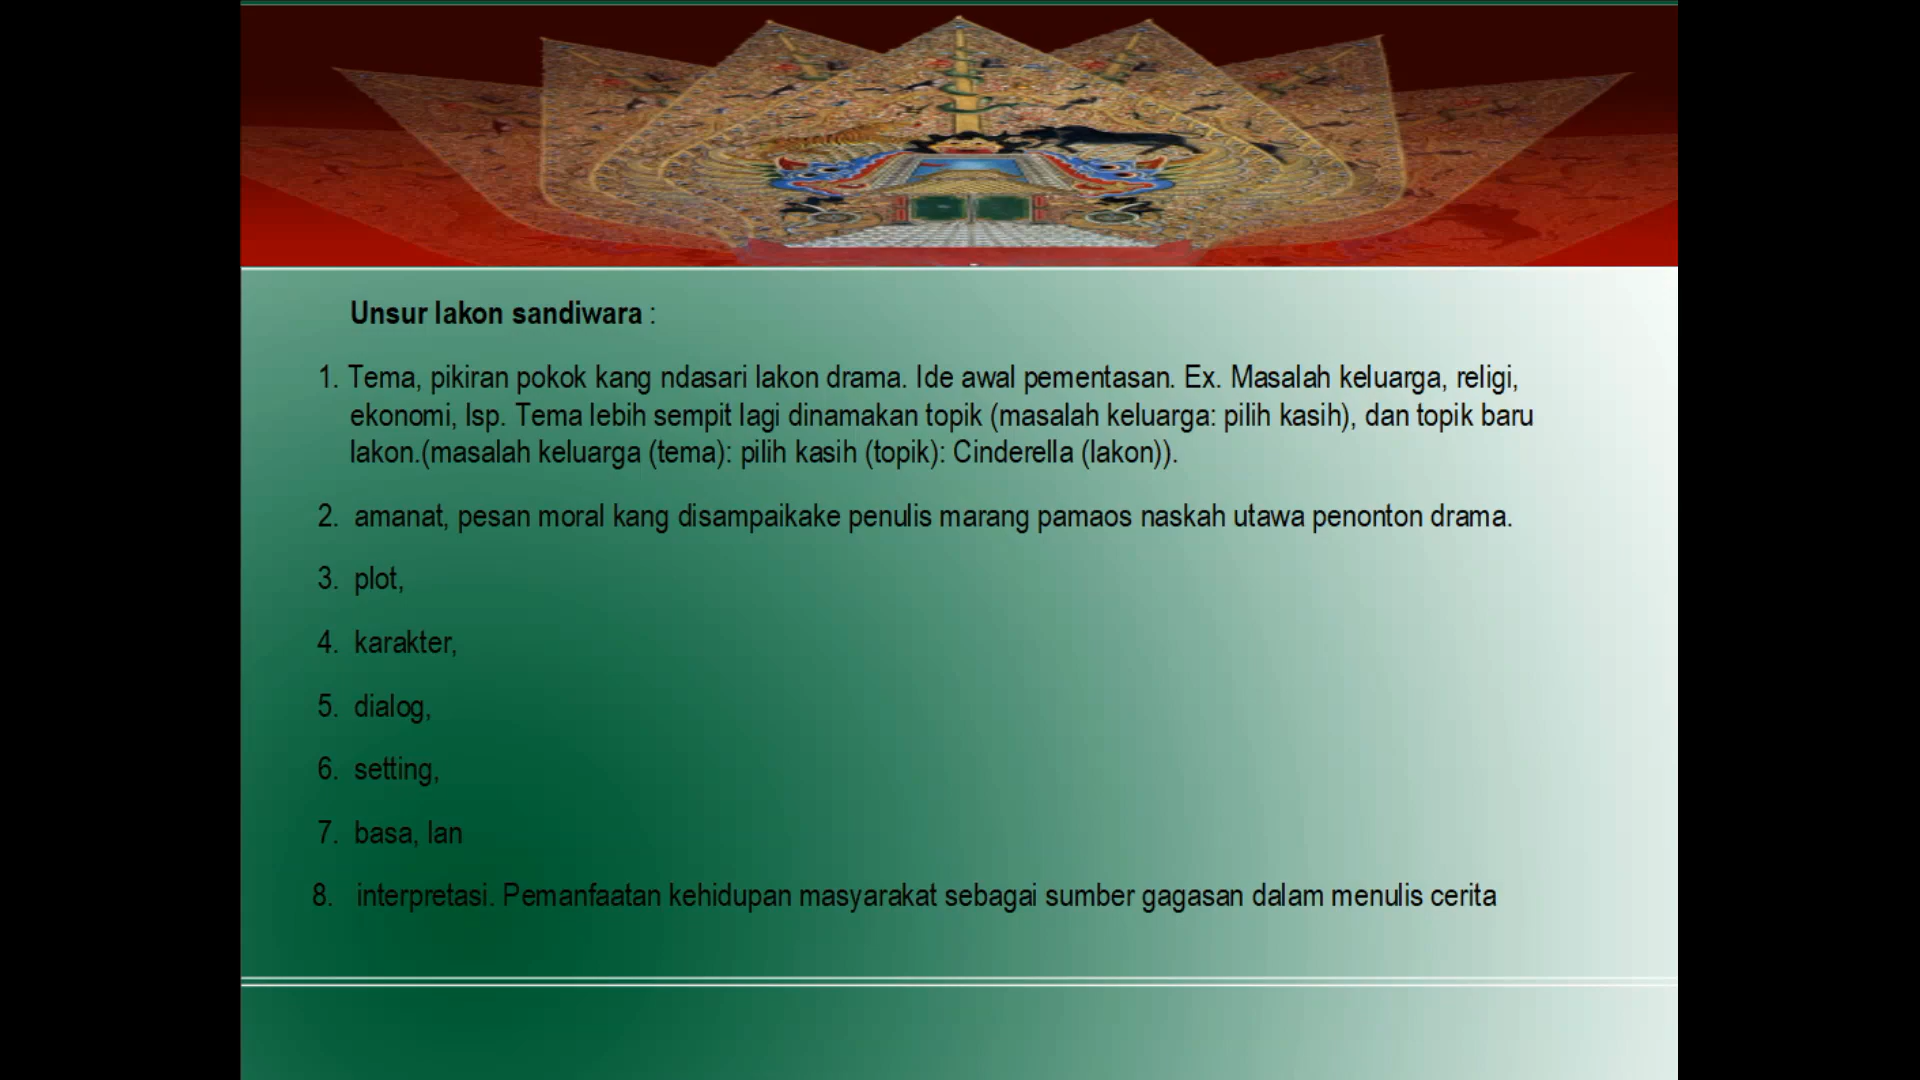 Unsur lakon sandiwara :
1. Tema, pikiran pokok kang ndasari lakon drama. Ide awal pementasan. Ex. Masalah keluarga, religi,
ekonomi, lsp. Tema lebih sempit lagi dinamakan topik (masalah keluarga: pilih kasih), dan topik baru
lakon.(masalah keluarga (tema): pilih kasih (topik): Cinderella (lakon)).
2. amanat, pesan moral kang disampaikake penulis marang pamaos naskah utawa penonton drama.
3. plot,
4. karakter,
5. dialog,
6. setting,
7. basa, lan
8. interpretasi. Pemanfaatan kehidupan masyarakat sebagai sumber gagasan dalam menulis cerita